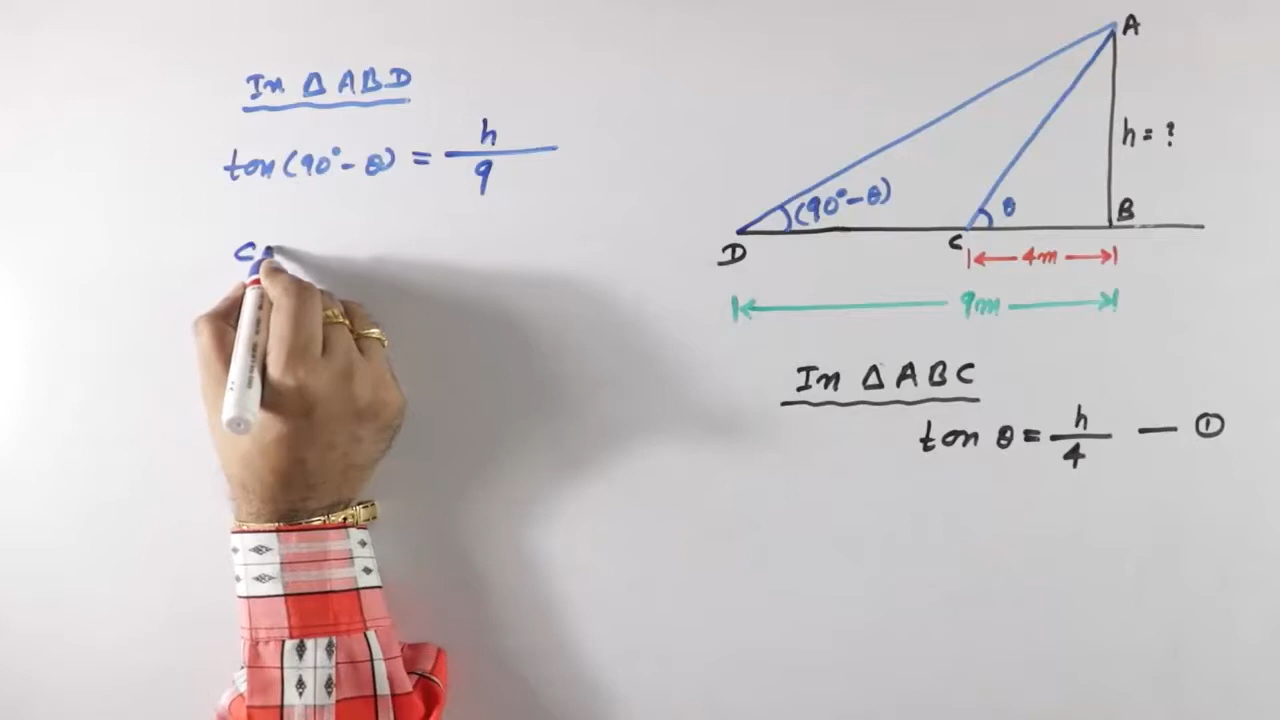 In Δ ABD
tan(90°-θ) = h/9
C
A
h = ?
(90°-θ)
θ
B
D
C
4m
9m
In Δ ABC
tan θ = h/4 — ①